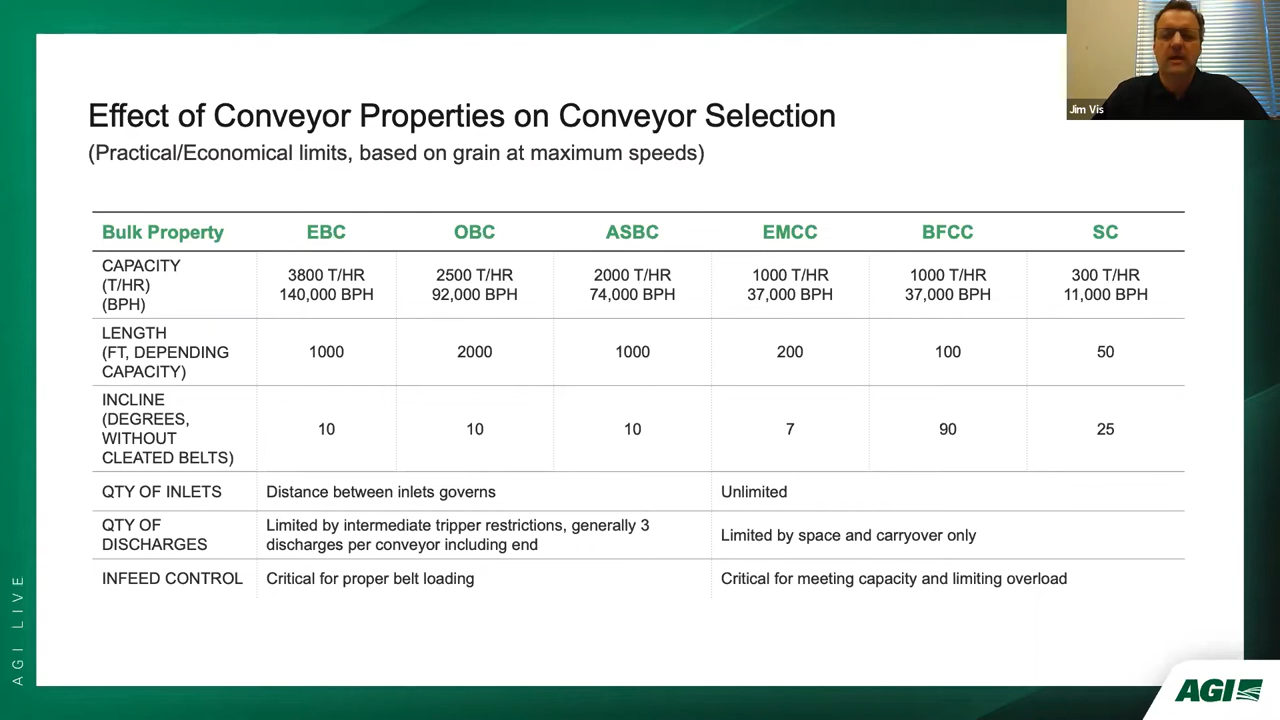 Jim Vis
Effect of Conveyor Properties on Conveyor Selection
(Practical/Economical limits, based on grain at maximum speeds)
Bulk Property EBC OBC ASBC EMCC BFCC SC
CAPACITY
(T/HR)
(BPH)
3800 T/HR 2500 T/HR 2000 T/HR 1000 T/HR 1000 T/HR 300 T/HR
140,000 BPH 92,000 BPH 74,000 BPH 37,000 BPH 37,000 BPH 11,000 BPH
LENGTH
(FT, DEPENDING
CAPACITY)
1000 2000 1000 200 100 50
INCLINE
(DEGREES,
WITHOUT
CLEATED BELTS)
10 10 10 7 90 25
QTY OF INLETS Distance between inlets governs Unlimited
QTY OF
DISCHARGES
Limited by intermediate tripper restrictions, generally 3
discharges per conveyor including end
Limited by space and carryover only
INFEED CONTROL Critical for proper belt loading Critical for meeting capacity and limiting overload
AGI LIVE
AGI